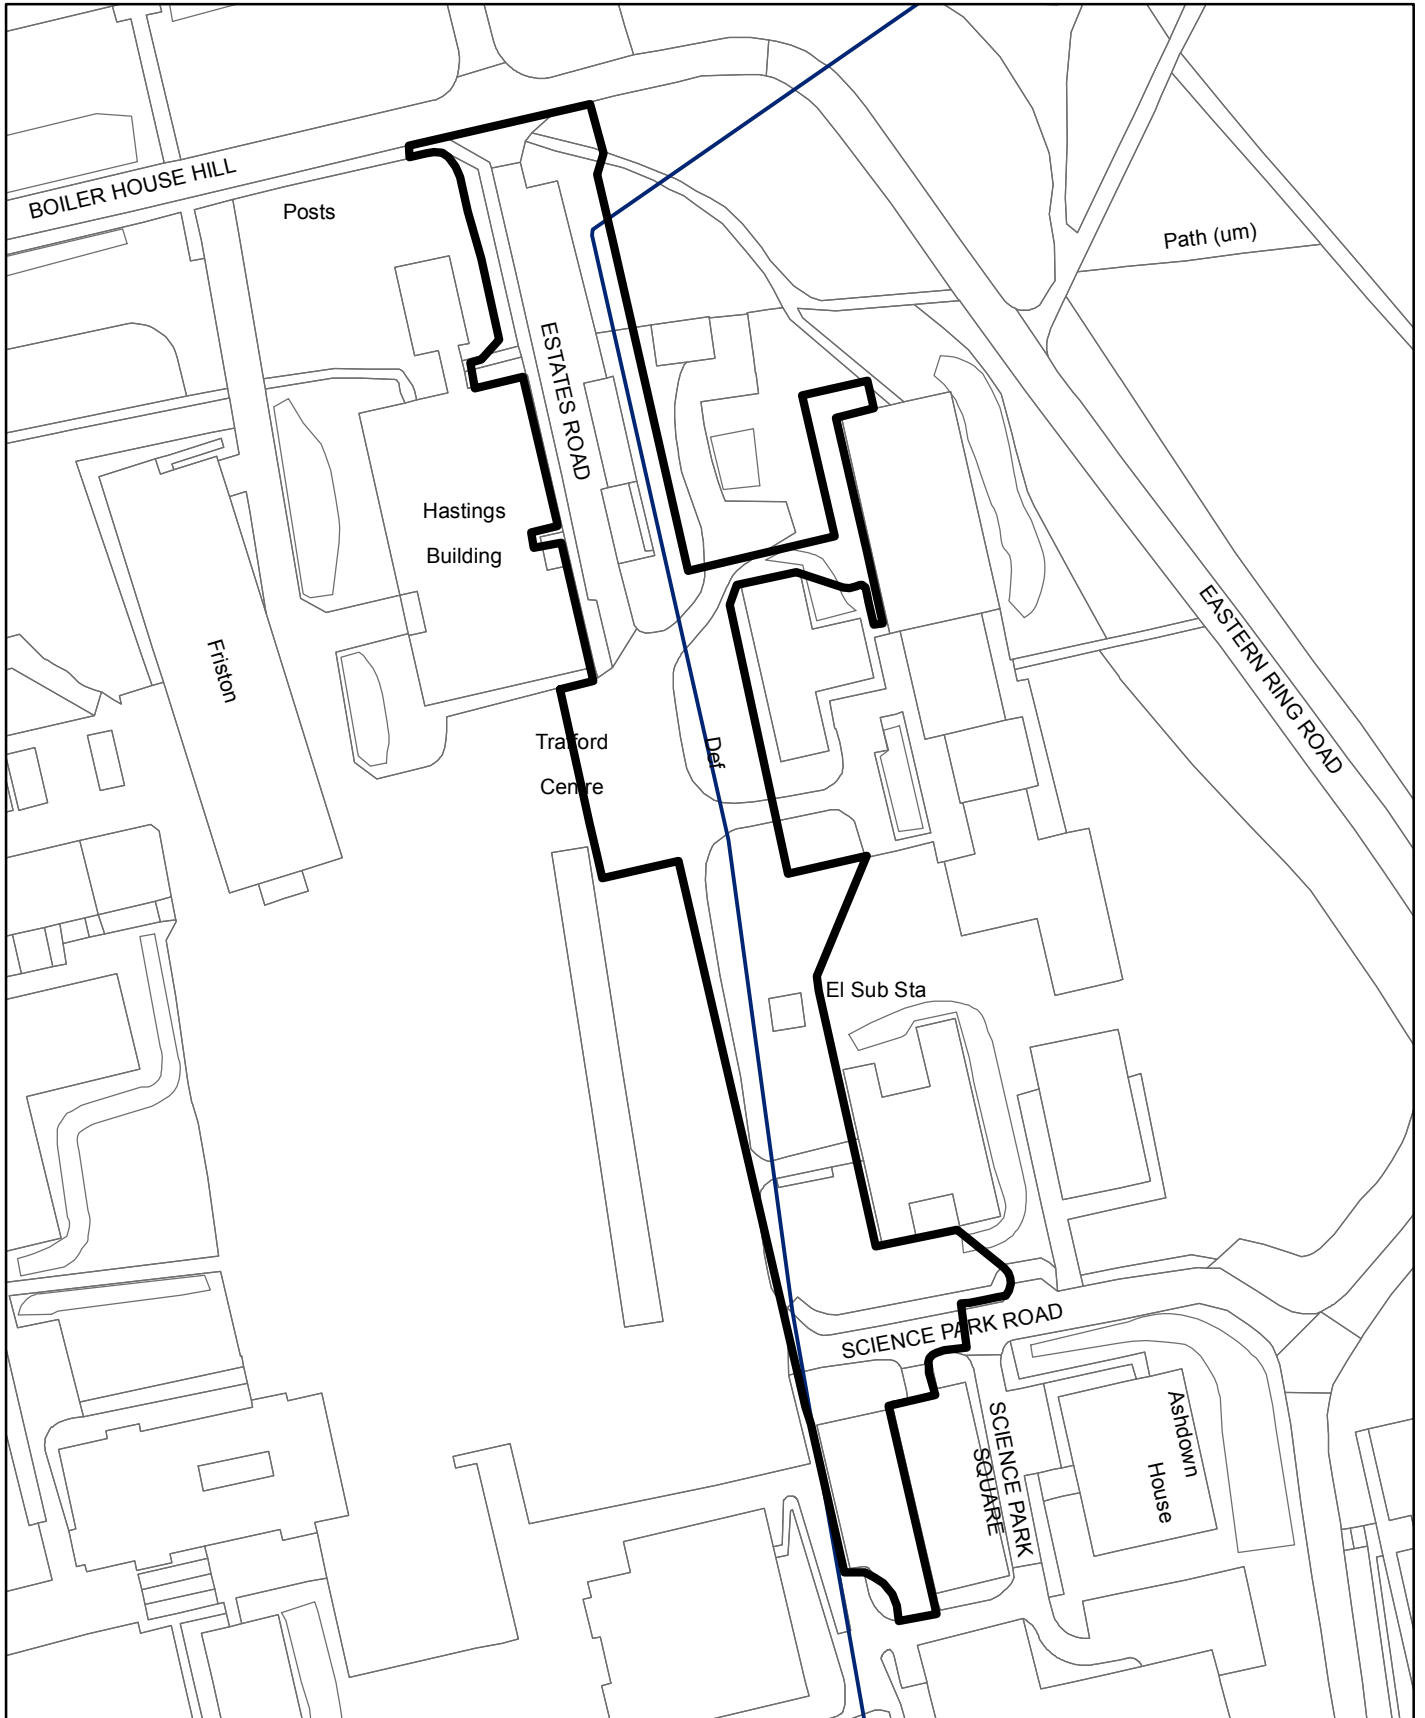 BOILER HOUSE HILL
Posts
Path (um)
ESTATES ROAD
Hastings
Building
EASTERN RING ROAD
Friston
Trafford
Centre
Def
El Sub Sta
SCIENCE PARK ROAD
SCIENCE PARK
SQUARE
Ashdown
House